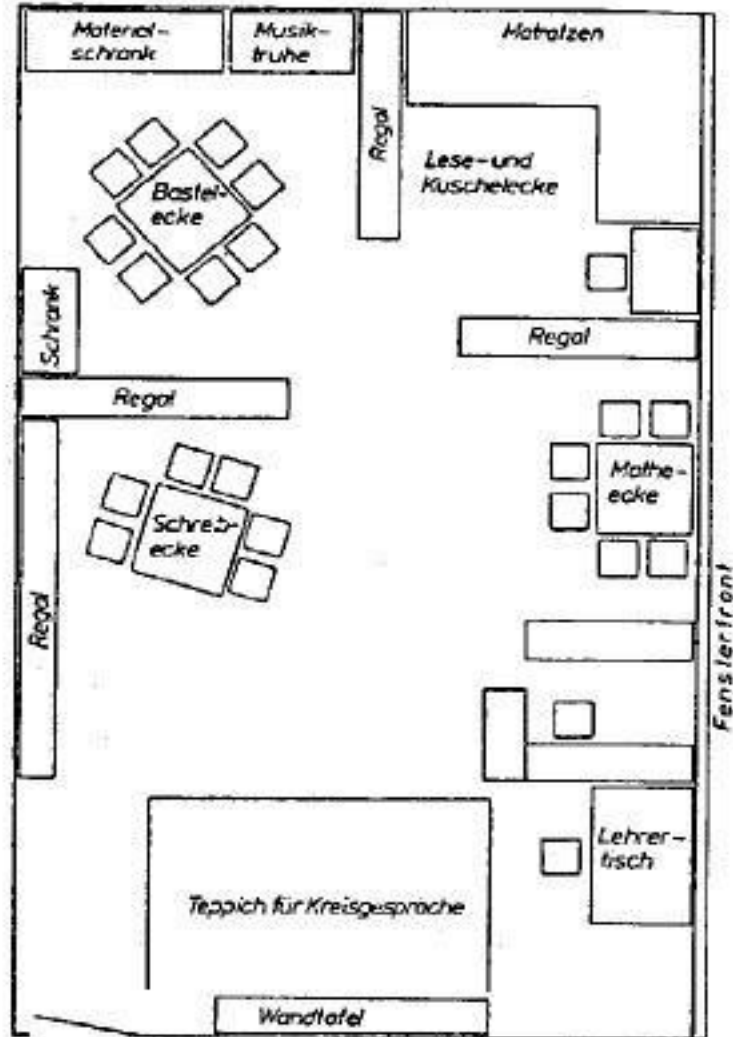 Material-
schrank
Musik-
truhe
Matratzen
Regal
Lese- und
Kuschelecke
Bastel-
ecke
Schrank
Regal
Regal
Mathe-
ecke
Schreib-
ecke
Regal
Fensterfront
Lehrer-
tisch
Teppich für Kreisgespräche
Wandtafel